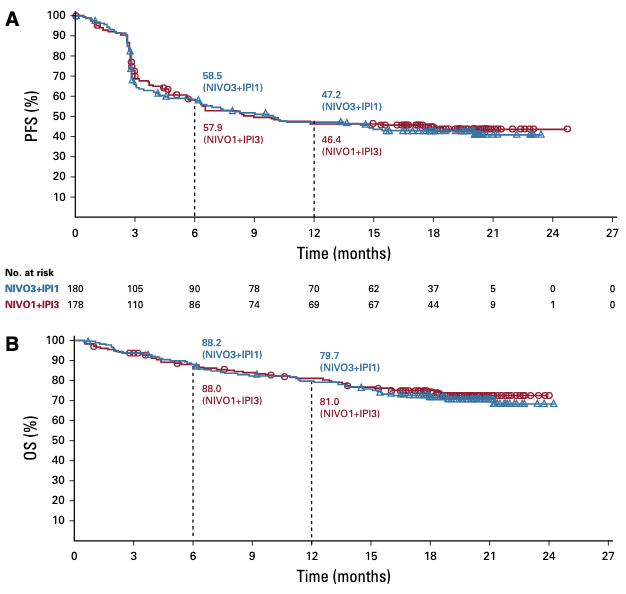 A
100
90
80
70
60
50
40
30
20
10
PFS (%)
58.5
(NIVO3+IPI1)
57.9
(NIVO1+IPI3)
47.2
(NIVO3+IPI1)
46.4
(NIVO1+IPI3)
0 3 6 9 12 15 18 21 24 27
Time (months)
No. at risk
NIVO3+IPI1 180 105 90 78 70 62 37 5 0 0
NIVO1+IPI3 178 110 86 74 69 67 44 9 1 0
B
100
90
80
70
60
50
40
30
20
10
OS (%)
88.2
(NIVO3+IPI1)
88.0
(NIVO1+IPI3)
79.7
(NIVO3+IPI1)
81.0
(NIVO1+IPI3)
0 3 6 9 12 15 18 21 24 27
Time (months)